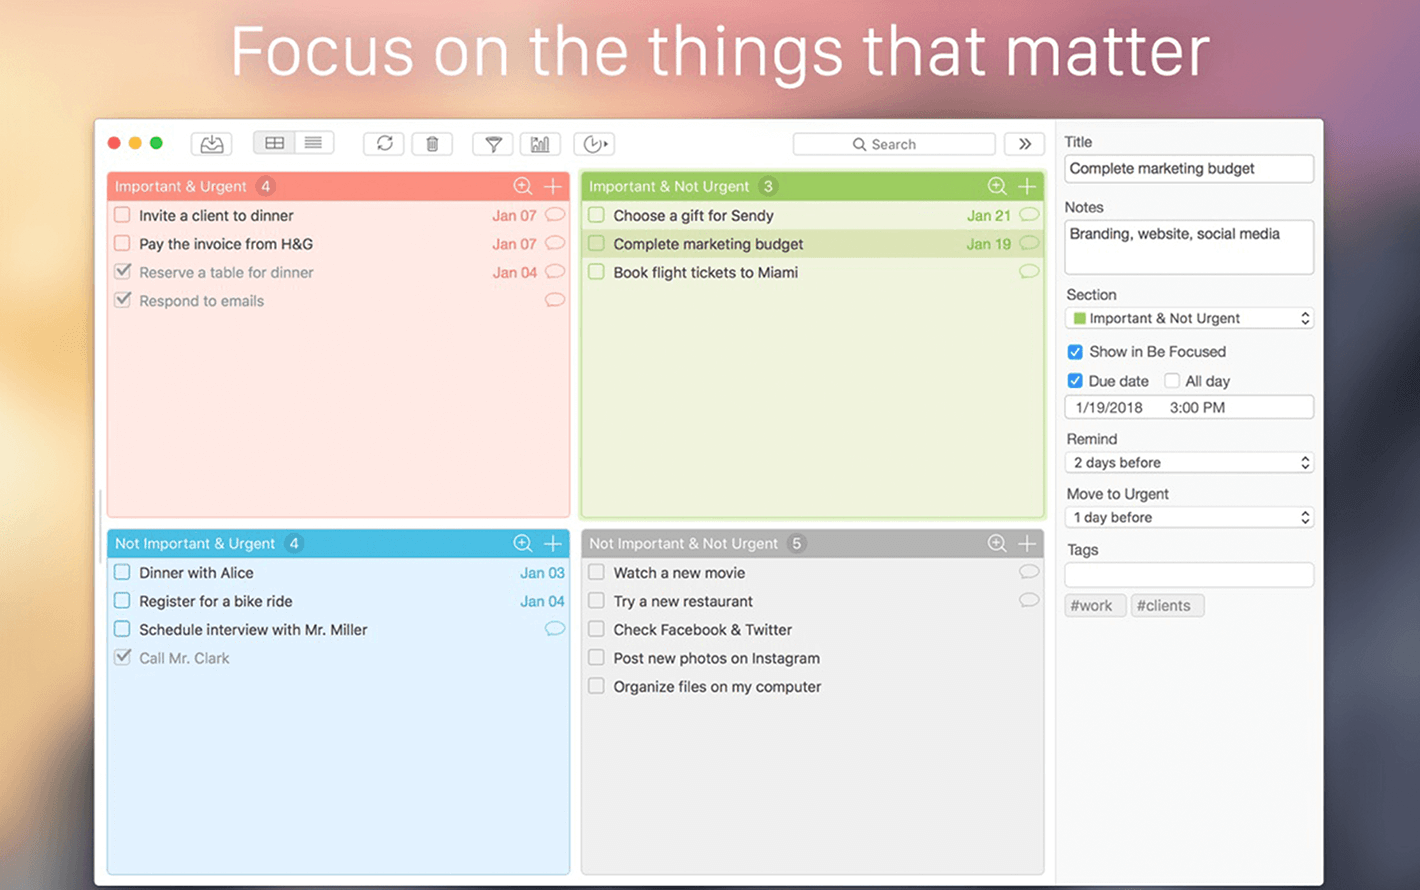 Focus on the things that matter
Search
Important & Urgent 4
Invite a client to dinner Jan 07
Pay the invoice from H&G Jan 07
Reserve a table for dinner Jan 04
Respond to emails
Important & Not Urgent 3
Choose a gift for Sendy Jan 21
Complete marketing budget Jan 19
Book flight tickets to Miami
Not Important & Urgent 4
Dinner with Alice Jan 03
Register for a bike ride Jan 04
Schedule interview with Mr. Miller
Call Mr. Clark
Not Important & Not Urgent 5
Watch a new movie
Try a new restaurant
Check Facebook & Twitter
Post new photos on Instagram
Organize files on my computer
Title
Complete marketing budget
Notes
Branding, website, social media
Section
Important & Not Urgent
Show in Be Focused
Due date All day
1/19/2018 3:00 PM
Remind
2 days before
Move to Urgent
1 day before
Tags
#work #clients